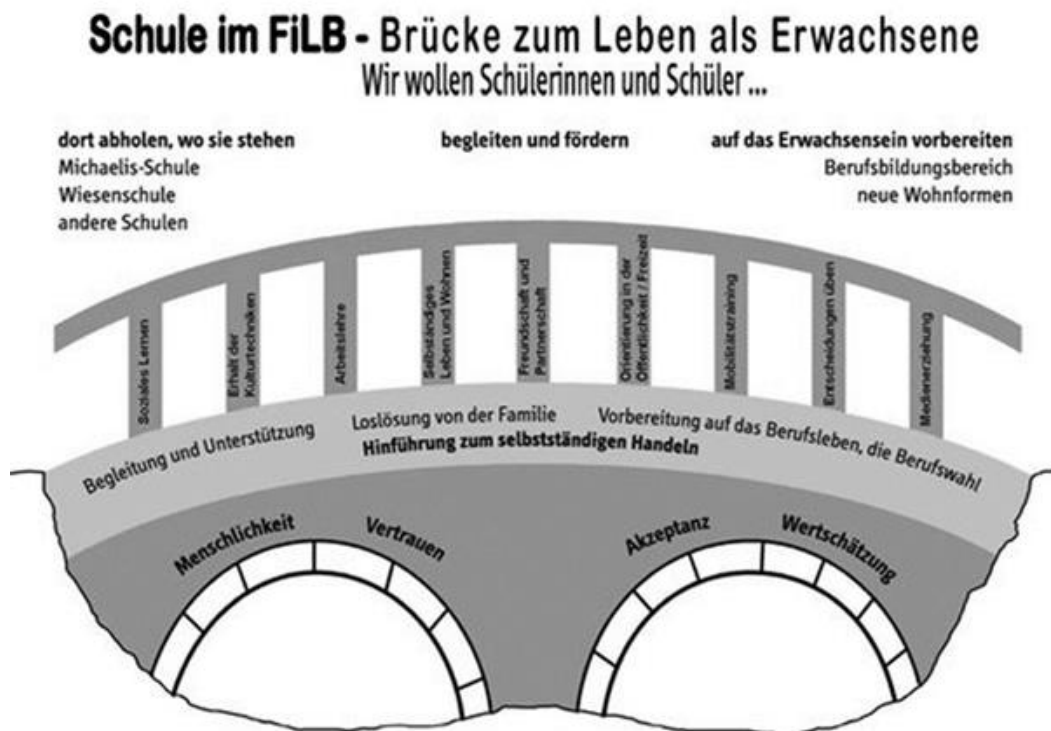 Schule im FiLB - Brücke zum Leben als Erwachsene
Wir wollen Schülerinnen und Schüler ...
dort abholen, wo sie stehen
Michaelis-Schule
Wiesenschule
andere Schulen
begleiten und fördern
auf das Erwachsensein vorbereiten
Berufsbildungsbereich
neue Wohnformen
Soziales Lernen
Erhalt der
Kulturtechniken
Arbeitslehre
Selbständiges
Leben und Wohnen
Freundschaft und
Partnerschaft
Orientierung in der
Öffentlichkeit / Freizeit
Mobilitätstraining
Entscheidungen üben
Medienerziehung
Begleitung und Unterstützung
Loslösung von der Familie
Vorbereitung auf das Berufsleben, die Berufswahl
Hinführung zum selbstständigen Handeln
Menschlichkeit
Vertrauen
Akzeptanz
Wertschätzung